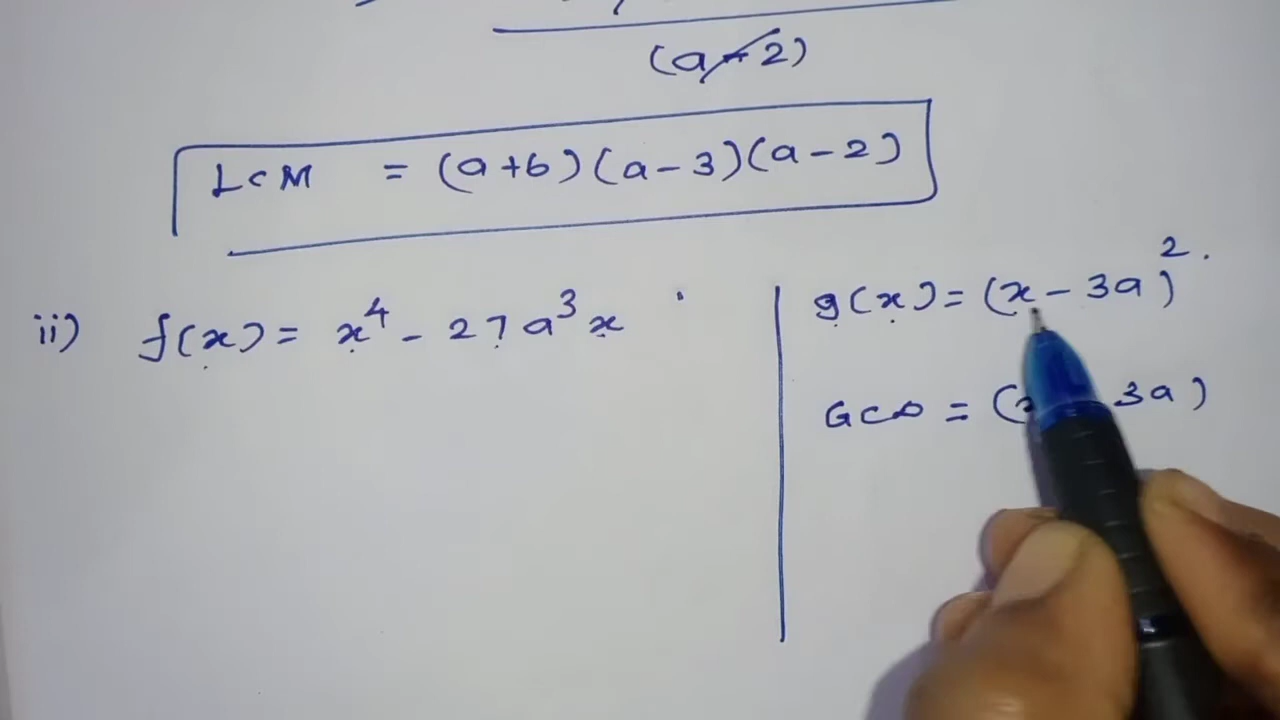 (a-2)
LCM = (a+6)(a-3)(a-2)
ii) f(x) = x⁴ - 27a³x
g(x) = (x - 3a)².
GCD = ( 3a)